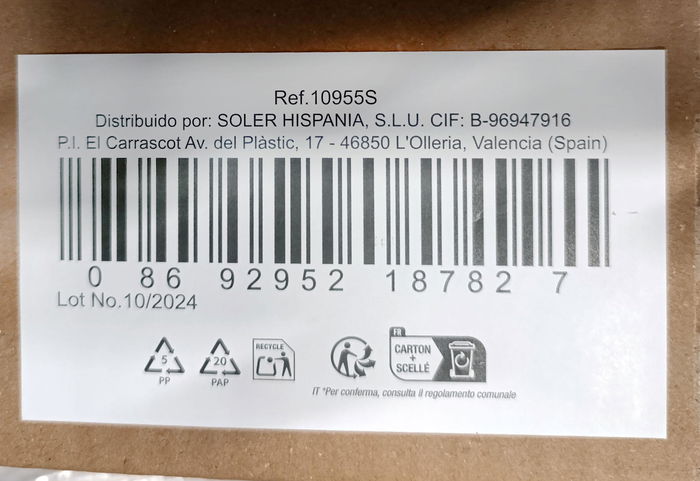 Ref.10955S
Distribuido por: SOLER HISPANIA, S.L.U. CIF: B-96947916
P.I. El Carrascot Av. del Plàstic, 17 - 46850 L'Olleria, Valencia (Spain)
0 86 92952 18782 7
Lot No.10/2024
5
PP
20
PAP
RECYCLE
FR
CARTON
+
SCELLÉ
IT *Per conferma, consulta il regolamento comunale